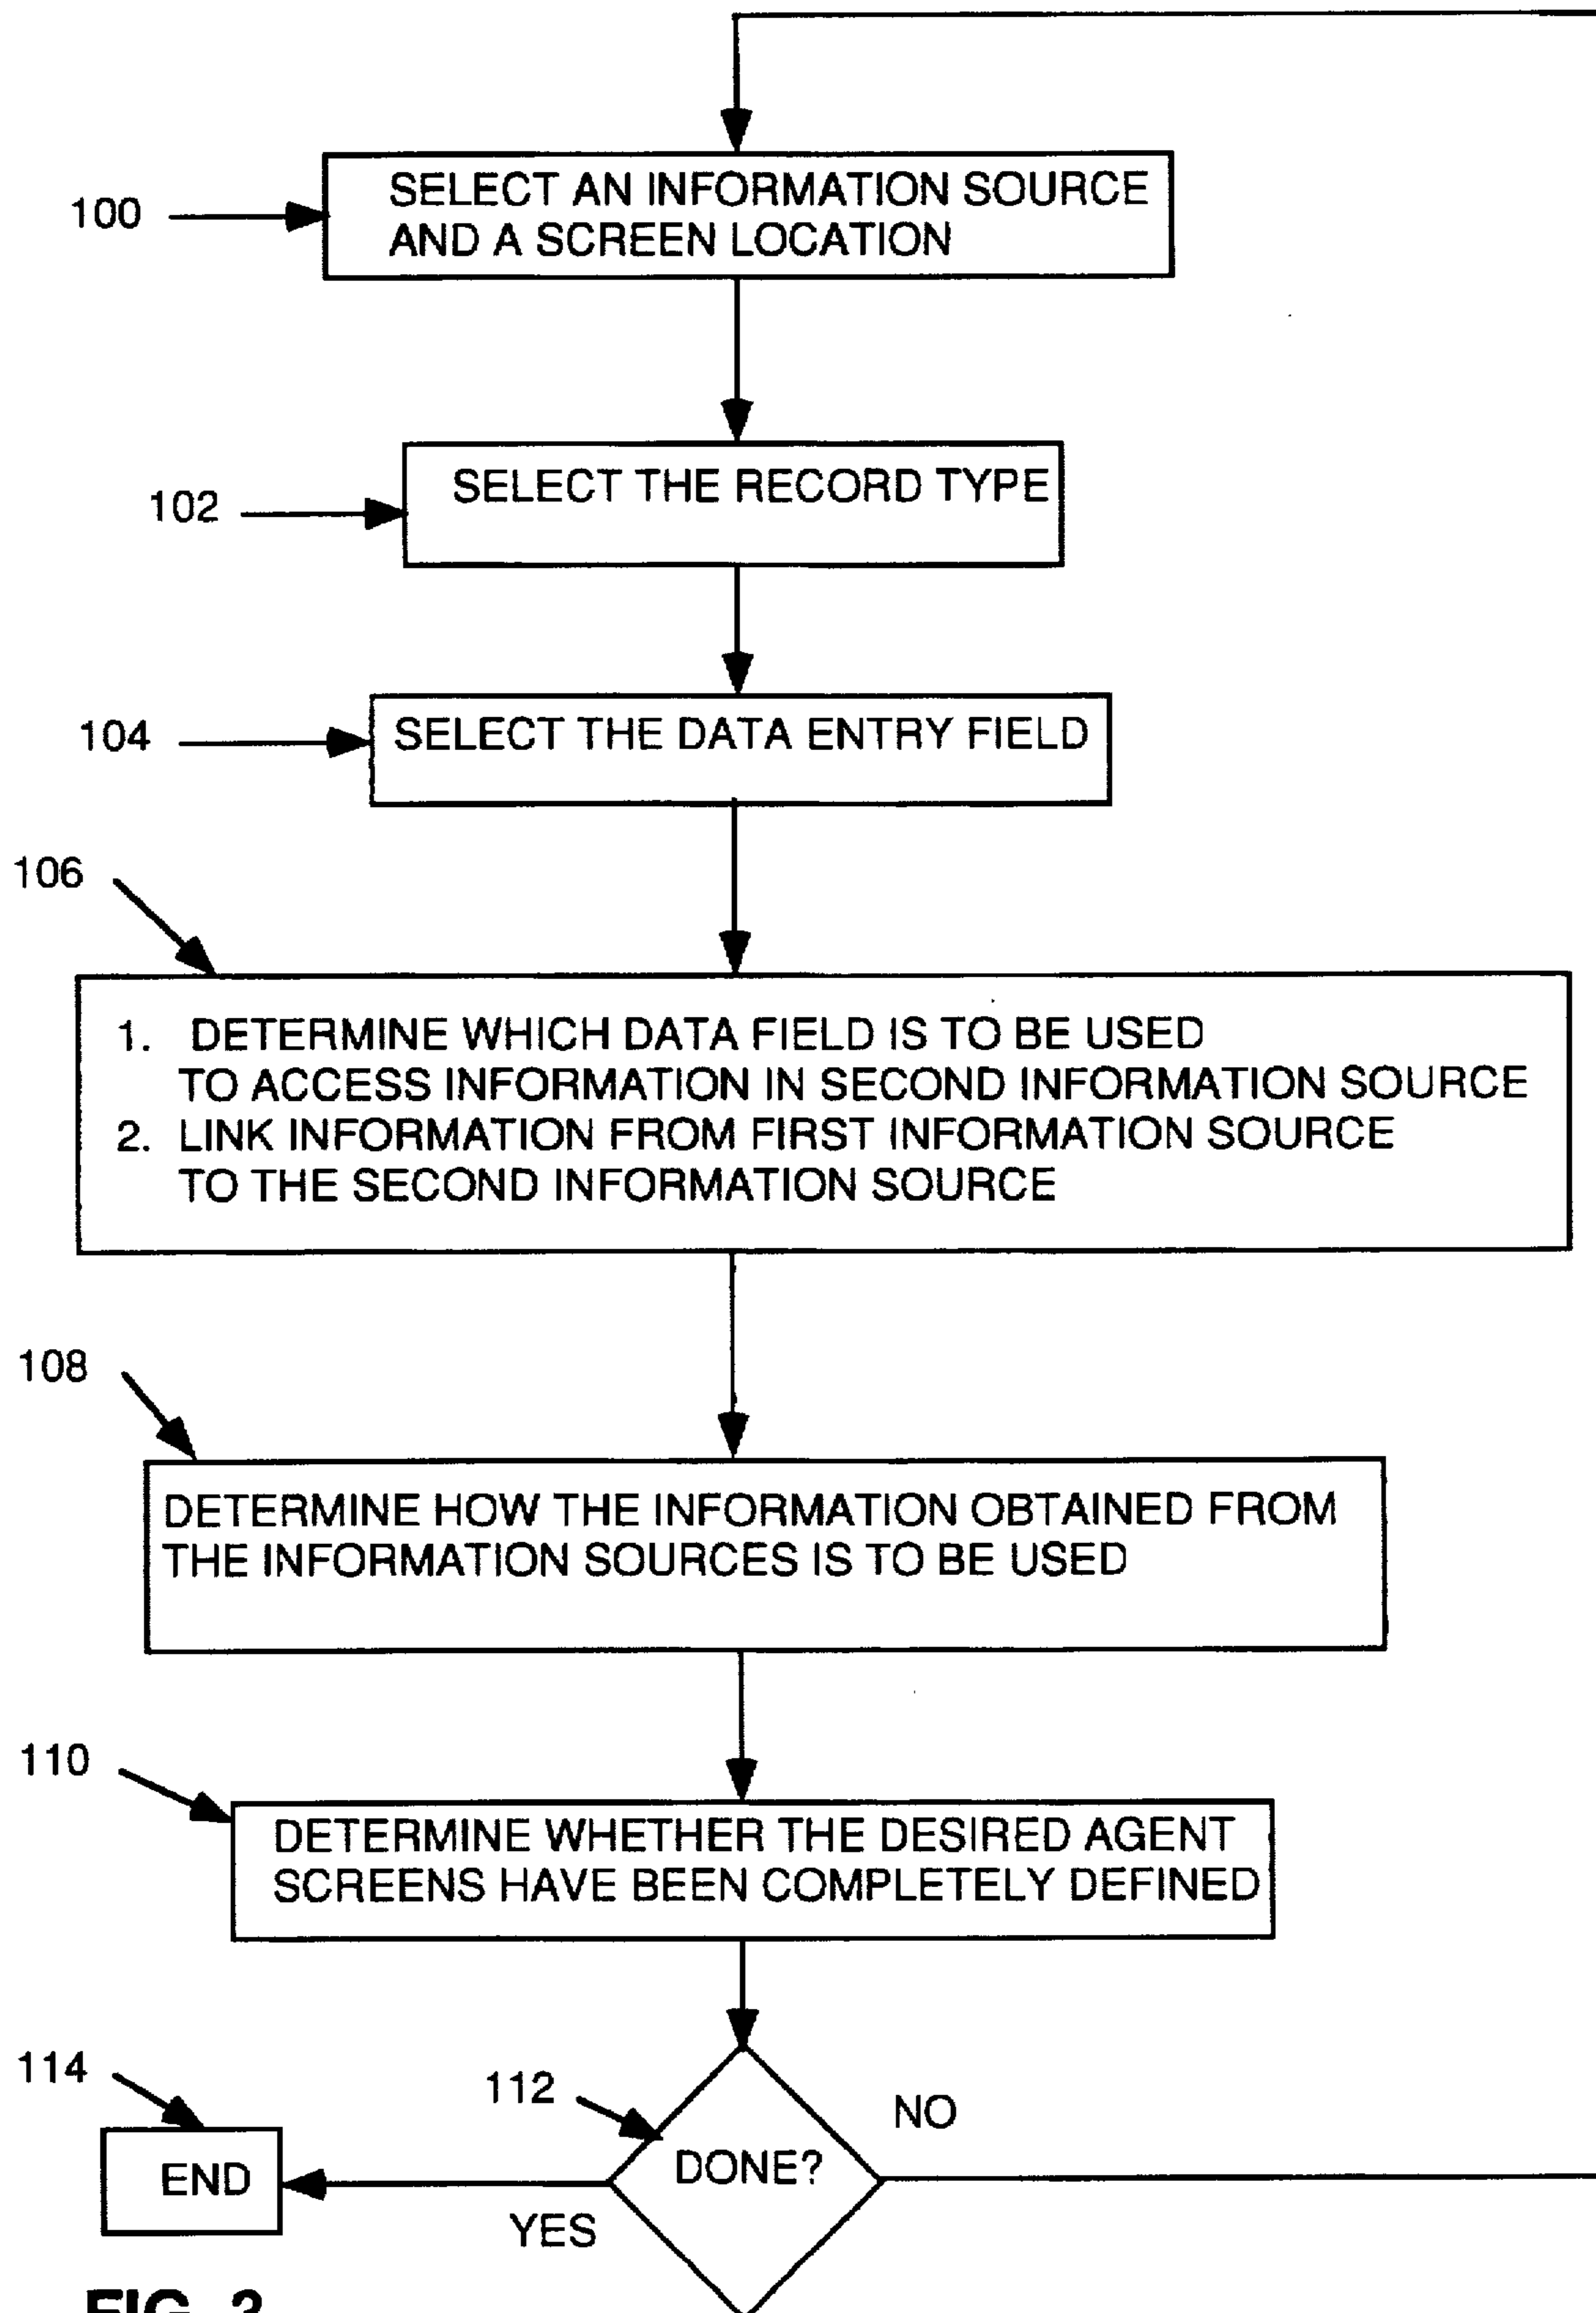 100
SELECT AN INFORMATION SOURCE
AND A SCREEN LOCATION
102
SELECT THE RECORD TYPE
104
SELECT THE DATA ENTRY FIELD
106
1. DETERMINE WHICH DATA FIELD IS TO BE USED
TO ACCESS INFORMATION IN SECOND INFORMATION SOURCE
2. LINK INFORMATION FROM FIRST INFORMATION SOURCE
TO THE SECOND INFORMATION SOURCE
108
DETERMINE HOW THE INFORMATION OBTAINED FROM
THE INFORMATION SOURCES IS TO BE USED
110
DETERMINE WHETHER THE DESIRED AGENT
SCREENS HAVE BEEN COMPLETELY DEFINED
114
112
NO
DONE?
END
YES
FIG.